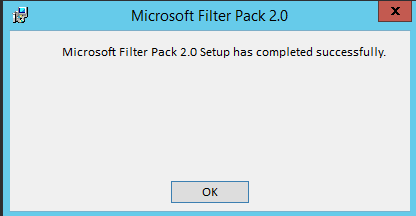 Microsoft Filter Pack 2.0
x
Microsoft Filter Pack 2.0 Setup has completed successfully.
OK